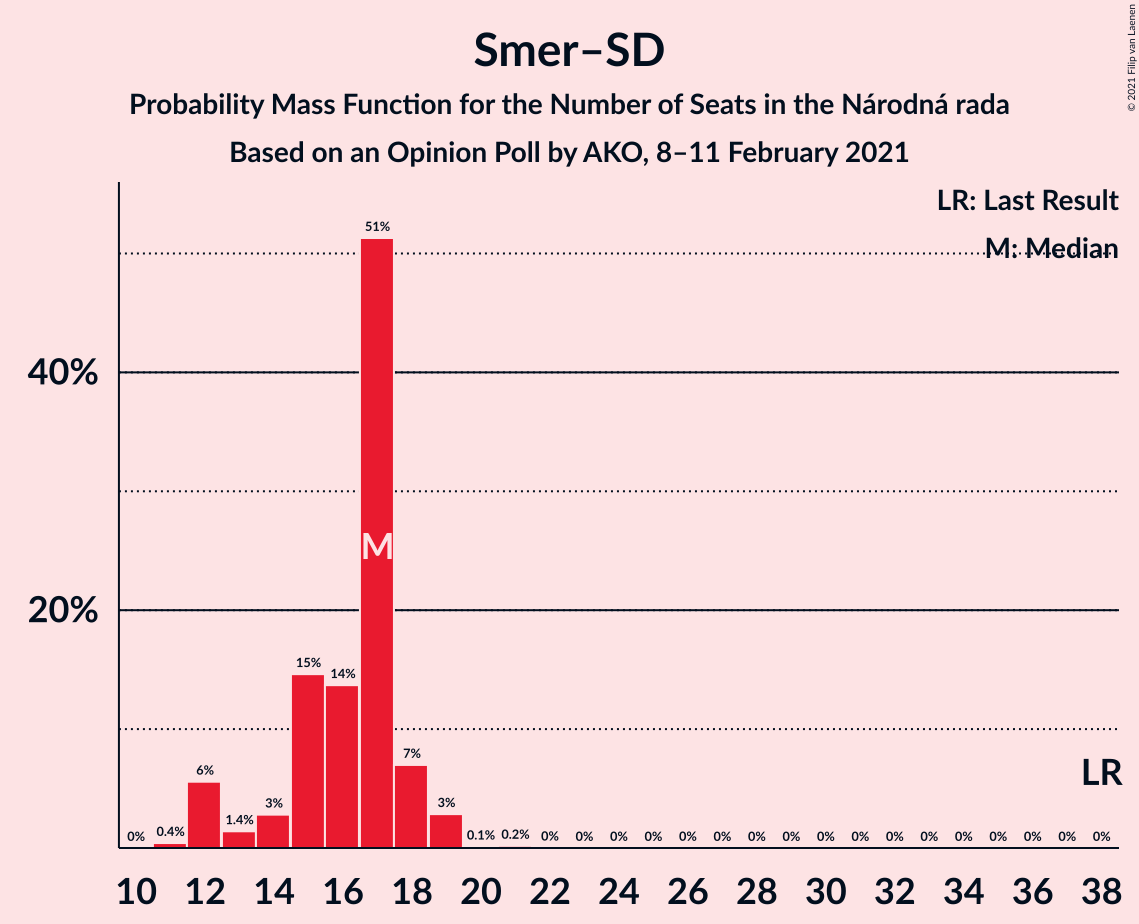 Smer–SD
Probability Mass Function for the Number of Seats in the Národná rada
Based on an Opinion Poll by AKO, 8–11 February 2021
© 2021 Filip van Laenen
LR: Last Result
M: Median
51%
40%
M
20%
15%
14%
LR
7%
6%
3%
3%
1.4%
0% 0.4% 0.1% 0.2% 0% 0% 0% 0% 0% 0% 0% 0% 0% 0% 0% 0% 0% 0% 0% 0% 0%
10 12 14 16 18 20 22 24 26 28 30 32 34 36 38